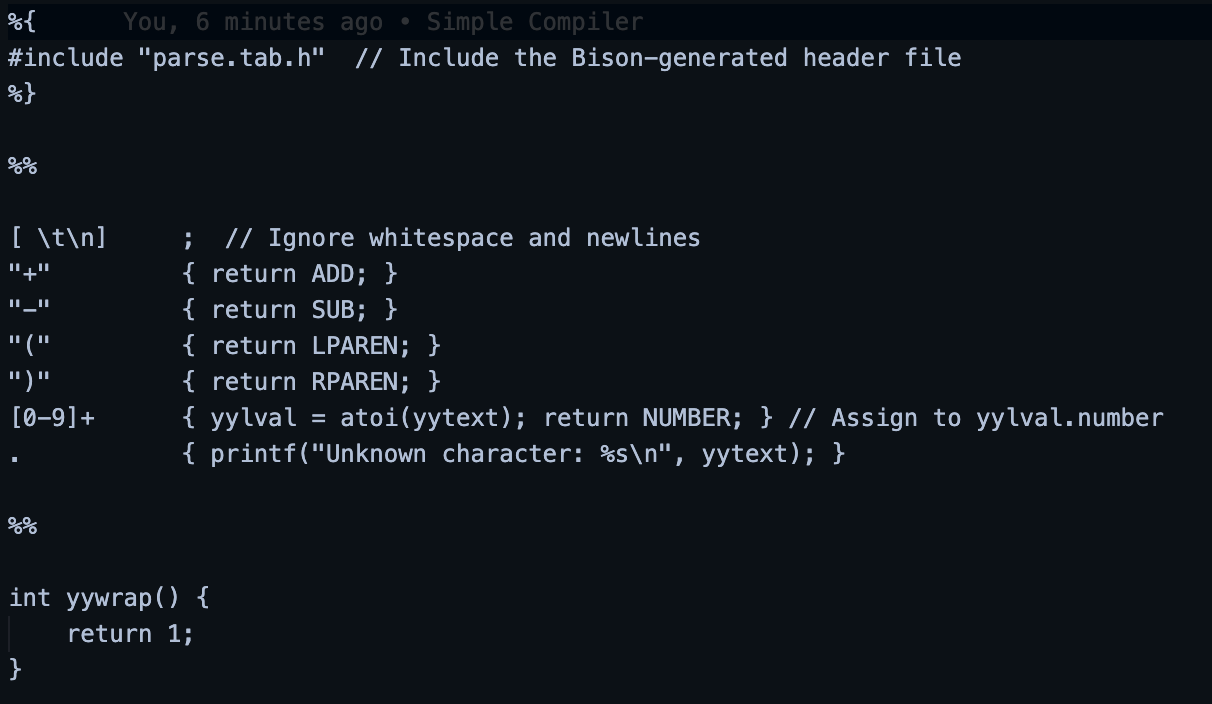 %{      You, 6 minutes ago • Simple Compiler
#include "parse.tab.h"  // Include the Bison-generated header file
%}

%%

[ \t\n]     ;  // Ignore whitespace and newlines
"+"         { return ADD; }
"-"         { return SUB; }
"("         { return LPAREN; }
")"         { return RPAREN; }
[0-9]+      { yylval = atoi(yytext); return NUMBER; } // Assign to yylval.number
.           { printf("Unknown character: %s\n", yytext); }

%%

int yywrap() {
    return 1;
}